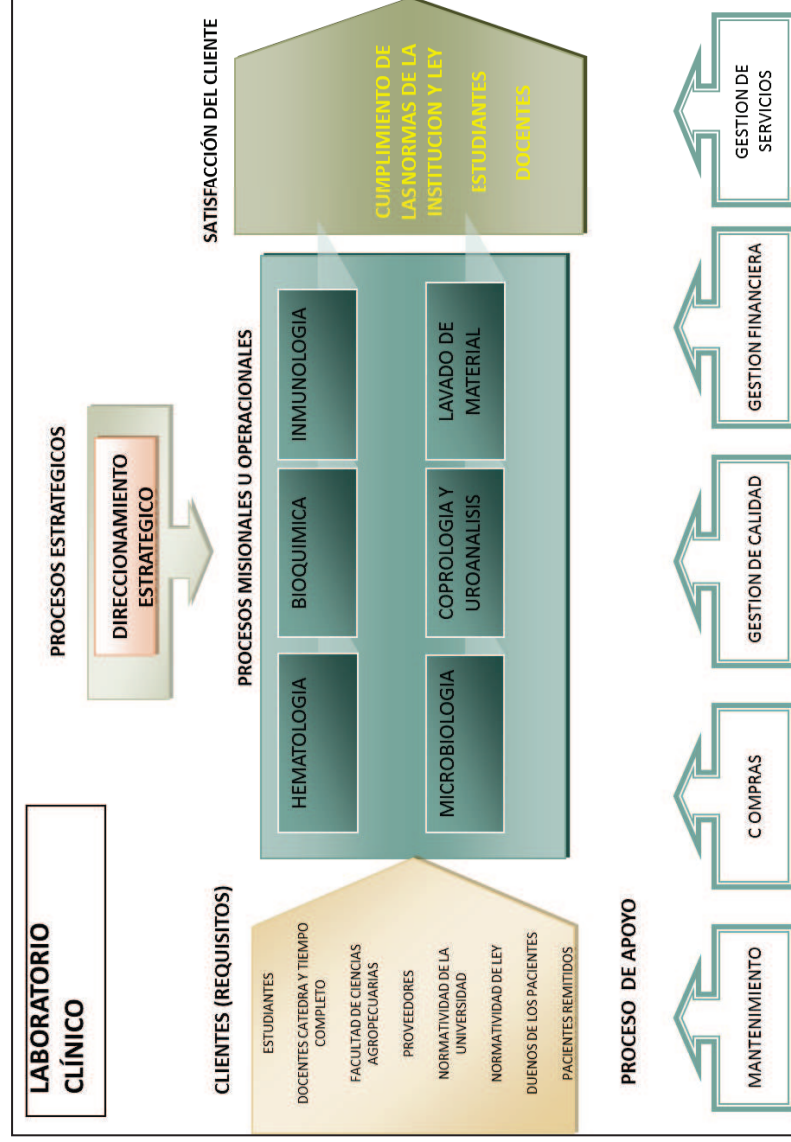 LABORATORIO
CLÍNICO
PROCESOS ESTRATEGICOS
DIRECCIONAMIENTO
ESTRATEGICO
CLIENTES (REQUISITOS)
ESTUDIANTES
DOCENTES CATEDRA Y TIEMPO
COMPLETO
FACULTAD DE CIENCIAS
AGROPECUARIAS
PROVEEDORES
NORMATIVIDAD DE LA
UNIVERSIDAD
NORMATIVIDAD DE LEY
DUENOS DE LOS PACIENTES
PACIENTES REMITIDOS
PROCESOS MISIONALES U OPERACIONALES
HEMATOLOGIA
BIOQUIMICA
INMUNOLOGIA
MICROBIOLOGIA
COPROLOGIA Y
UROANALISIS
LAVADO DE
MATERIAL
SATISFACCIÓN DEL CLIENTE
CUMPLIMIENTO DE
LAS NORMAS DE LA
INSTITUCION Y LEY
ESTUDIANTES
DOCENTES
PROCESO DE APOYO
MANTENIMIENTO
C OMPRAS
GESTION DE CALIDAD
GESTION FINANCIERA
GESTION DE
SERVICIOS